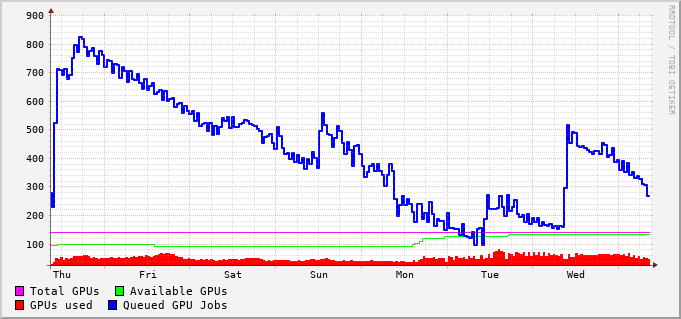 900
800
700
600
500
400
300
200
100
Thu Fri Sat Sun Mon Tue Wed
Total GPUs Available GPUs
GPUs used Queued GPU Jobs
RRDTOOL / TOBI OETIKER